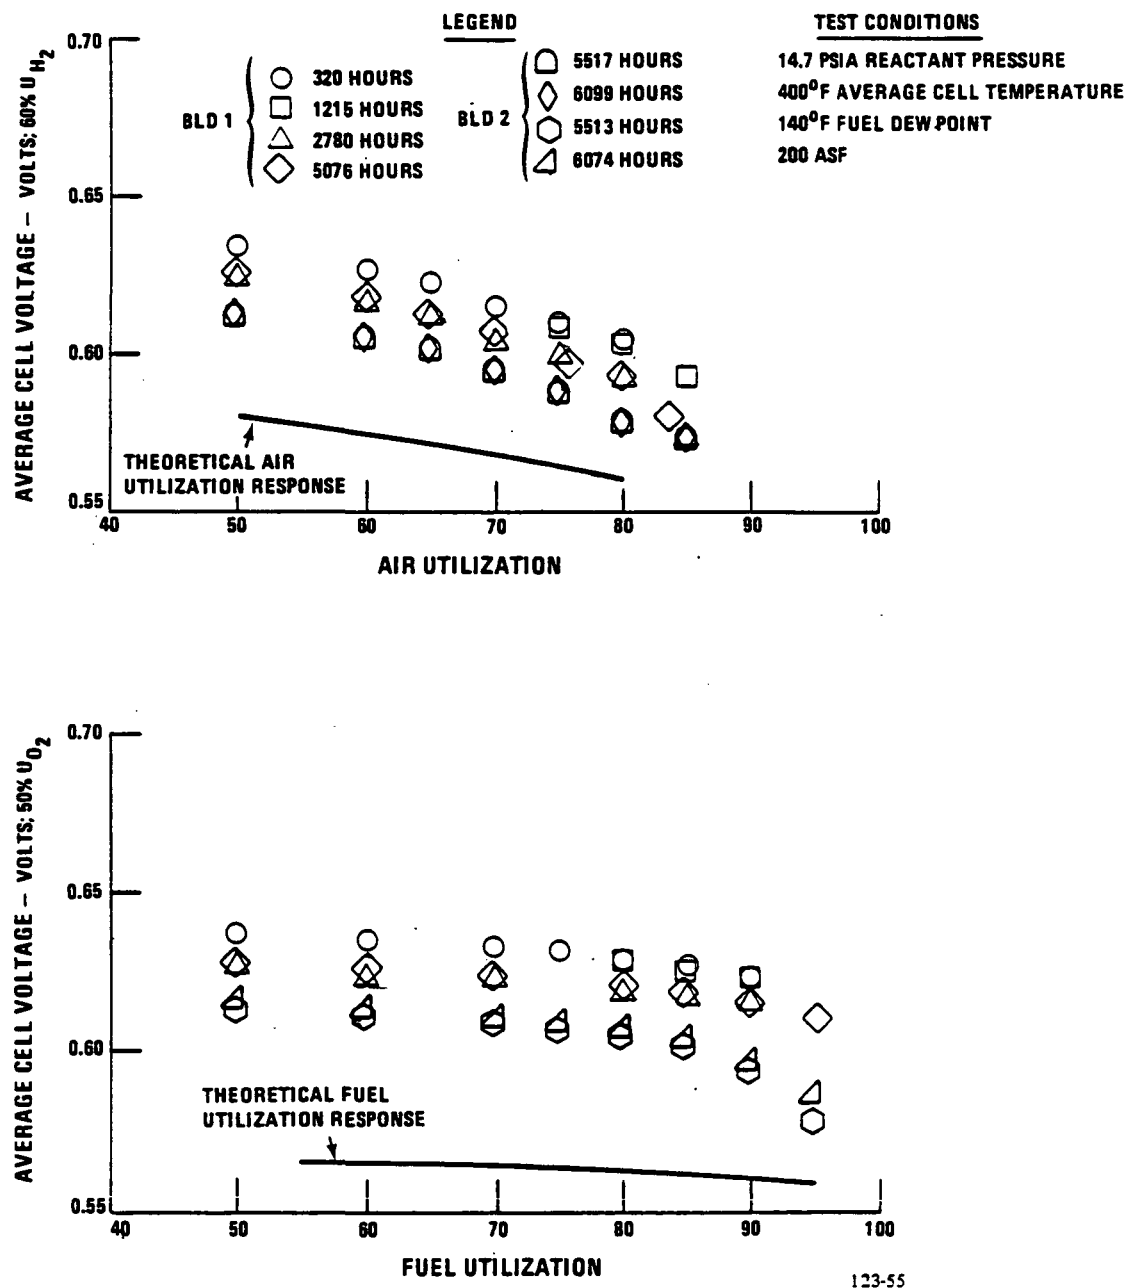 LEGEND
TEST CONDITIONS
BLD 1
320 HOURS
1215 HOURS
2780 HOURS
5076 HOURS
BLD 2
5517 HOURS
6099 HOURS
5513 HOURS
6074 HOURS
14.7 PSIA REACTANT PRESSURE
400°F AVERAGE CELL TEMPERATURE
140°F FUEL DEW POINT
200 ASF
AVERAGE CELL VOLTAGE – VOLTS; 60% U H2
0.70
0.65
0.60
0.55
THEORETICAL AIR
UTILIZATION RESPONSE
40 50 60 70 80 90 100
AIR UTILIZATION
AVERAGE CELL VOLTAGE – VOLTS; 50% U O2
0.70
0.65
0.60
0.55
THEORETICAL FUEL
UTILIZATION RESPONSE
40 50 60 70 80 90 100
FUEL UTILIZATION
123-55